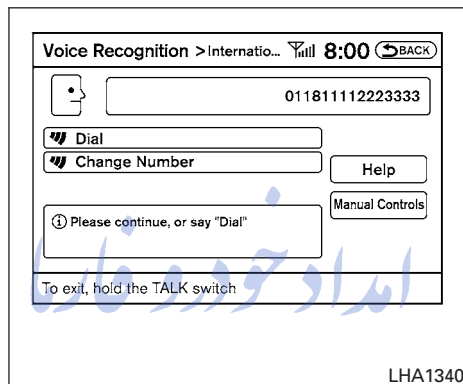 Voice Recognition >Internatio... 8:00 BACK
011811112223333
Dial
Change Number
Help
Manual Controls
Please continue, or say "Dial"
امداد خودرو فارما
To exit, hold the TALK switch
LHA1340